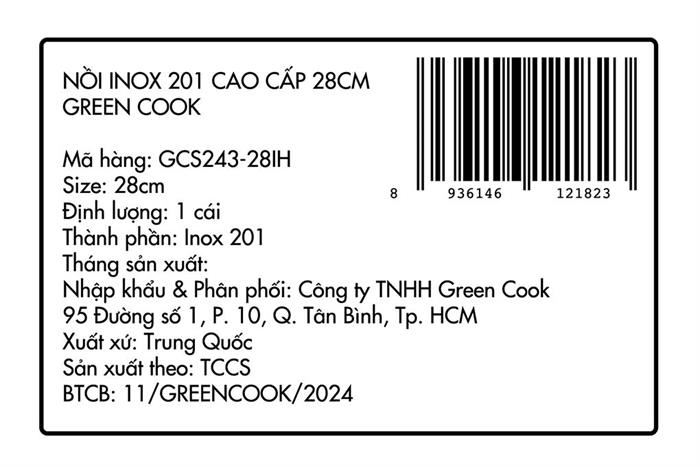 NỒI INOX 201 CAO CẤP 28CM
GREEN COOK
Mã hàng: GCS243-28IH
Size: 28cm
Định lượng: 1 cái
Thành phần: Inox 201
Tháng sản xuất:
Nhập khẩu & Phân phối: Công ty TNHH Green Cook
95 Đường số 1, P. 10, Q. Tân Bình, Tp. HCM
Xuất xứ: Trung Quốc
Sản xuất theo: TCCS
BTCB: 11/GREENCOOK/2024
8 936146 121823